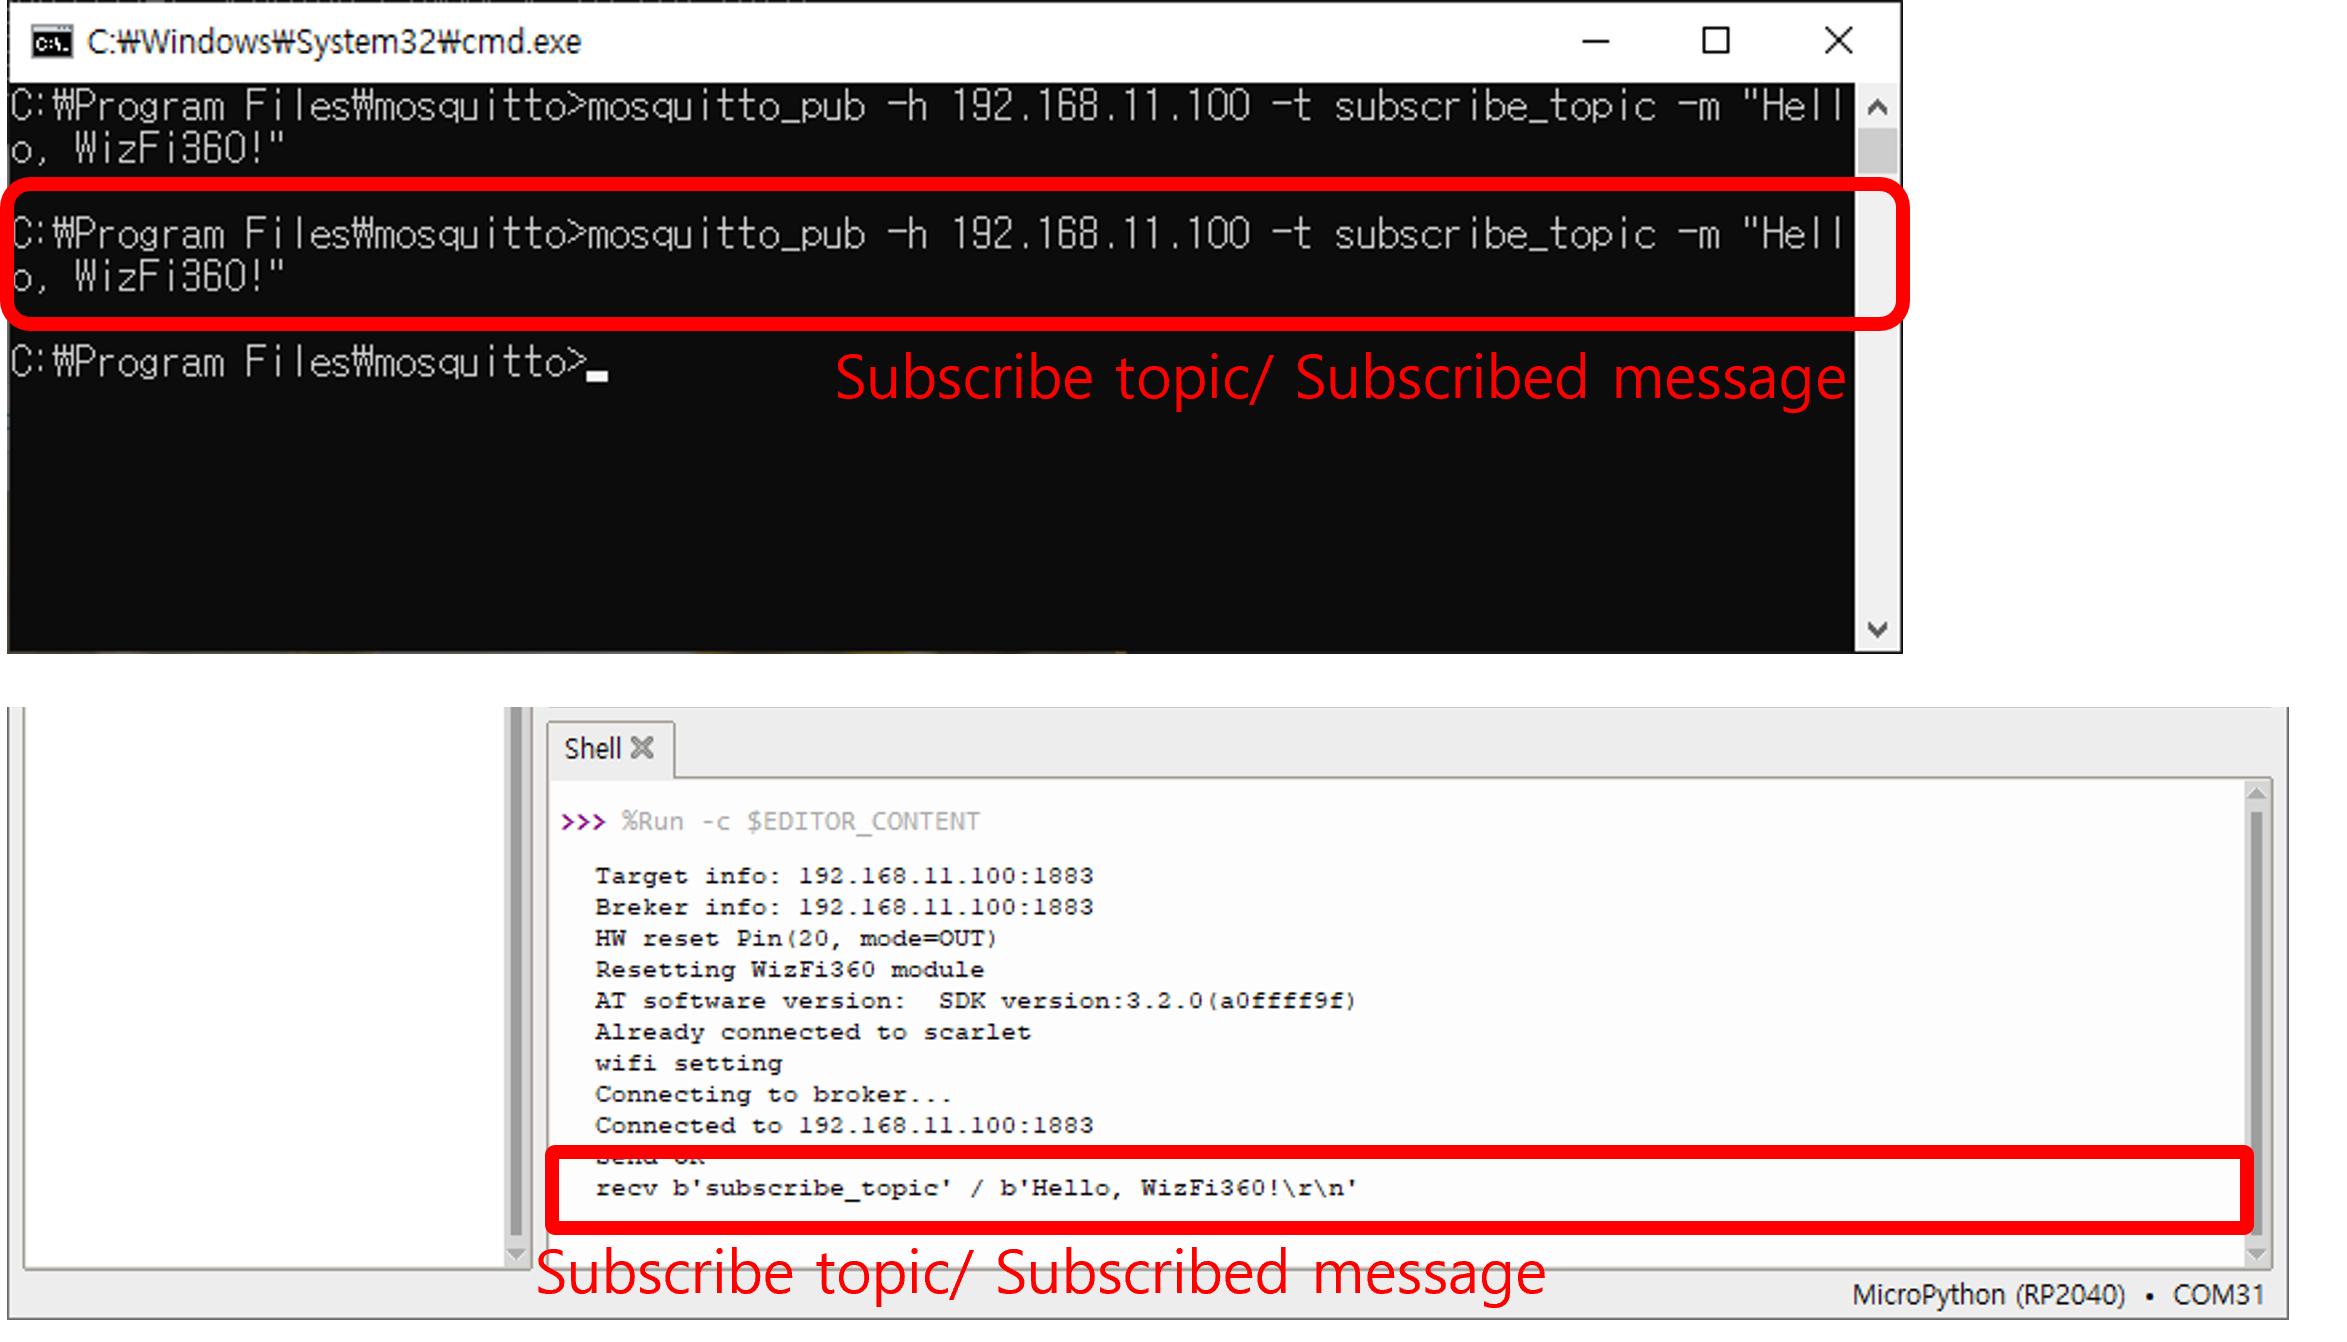 C:₩Windows₩System32₩cmd.exe
C:₩Program Files₩mosquitto>mosquitto_pub -h 192.168.11.100 -t subscribe_topic -m "Hell
o, WizFi360!"
C:₩Program Files₩mosquitto>mosquitto_pub -h 192.168.11.100 -t subscribe_topic -m "Hell
o, WizFi360!"
C:₩Program Files₩mosquitto>
Subscribe topic/ Subscribed message
Shell
>>> %Run -c $EDITOR_CONTENT
Target info: 192.168.11.100:1883
Breker info: 192.168.11.100:1883
HW reset Pin(20, mode=OUT)
Resetting WizFi360 module
AT software version:  SDK version:3.2.0(a0ffff9f)
Already connected to scarlet
wifi setting
Connecting to broker...
Connected to 192.168.11.100:1883
send OK
recv b'subscribe_topic' / b'Hello, WizFi360!\r\n'
Subscribe topic/ Subscribed message
MicroPython (RP2040) • COM31